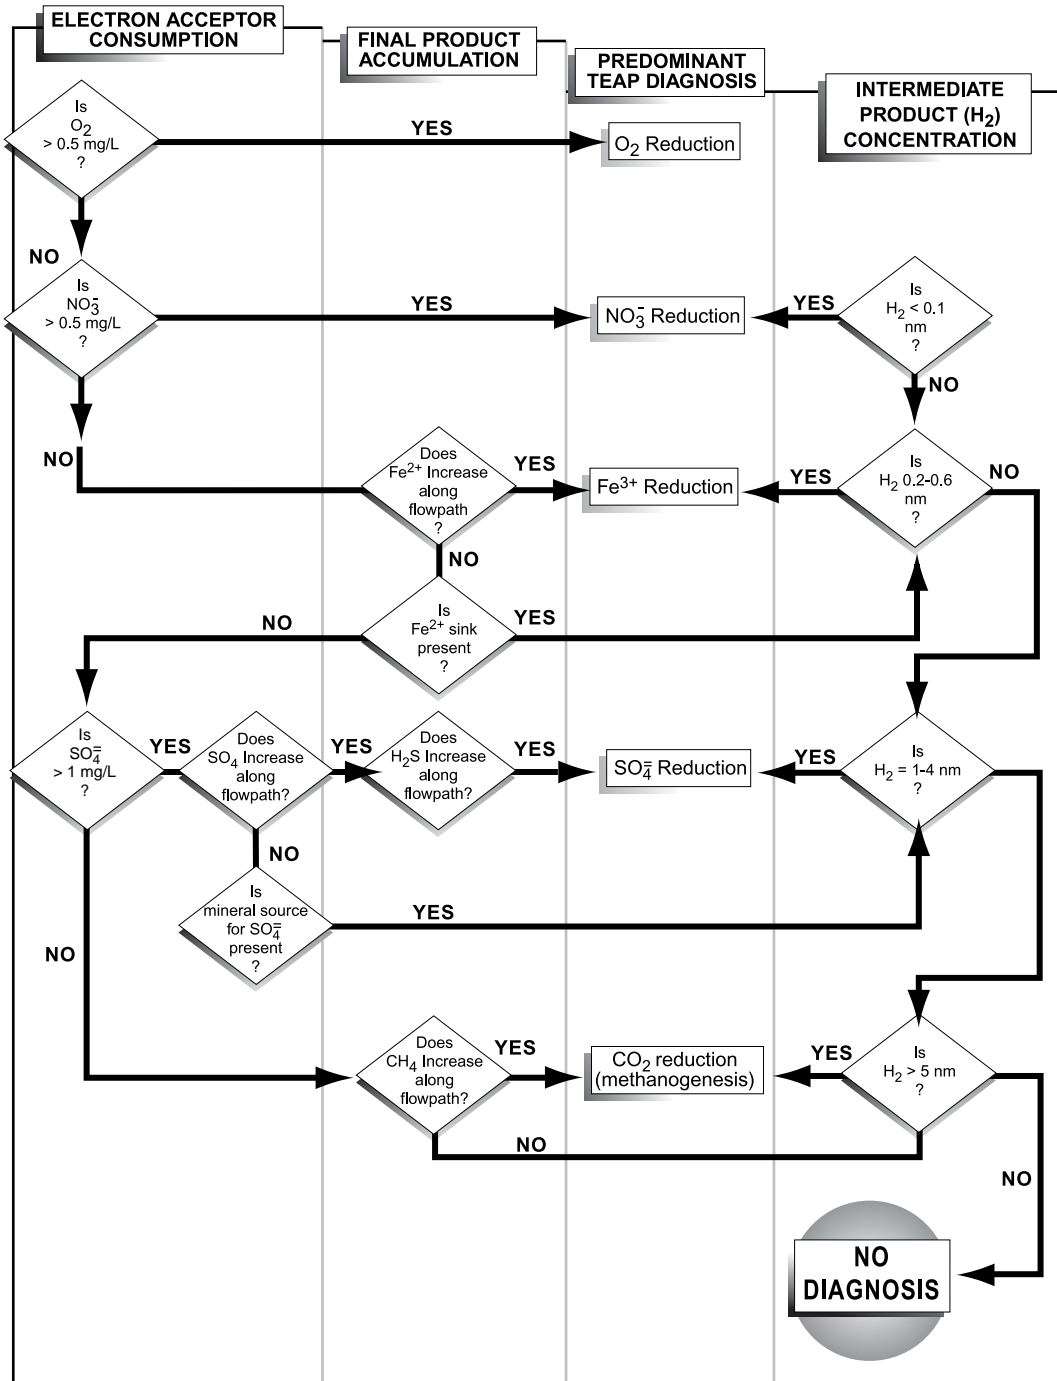 ELECTRON ACCEPTOR
CONSUMPTION
FINAL PRODUCT
ACCUMULATION
PREDOMINANT
TEAP DIAGNOSIS
INTERMEDIATE
PRODUCT (H₂)
CONCENTRATION
Is
O₂
> 0.5 mg/L
?
YES
O₂ Reduction
NO
Is
NO₃⁻
> 0.5 mg/L
?
YES
NO₃⁻ Reduction
YES
Is
H₂ < 0.1
nm
?
NO
NO
Does
Fe²⁺ Increase
along
flowpath
?
YES
Fe³⁺ Reduction
YES
Is
H₂ 0.2-0.6
nm
?
NO
NO
Is
Fe²⁺ sink
present
?
NO
YES
Is
SO₄⁼
> 1 mg/L
?
YES
Does
SO₄ Increase
along
flowpath?
YES
Does
H₂S Increase
along
flowpath?
YES
SO₄⁼ Reduction
YES
Is
H₂ = 1-4 nm
?
NO
Is
mineral source
for SO₄⁼
present
?
YES
NO
Does
CH₄ Increase
along
flowpath?
YES
CO₂ reduction
(methanogenesis)
YES
Is
H₂ > 5 nm
?
NO
NO
NO
DIAGNOSIS